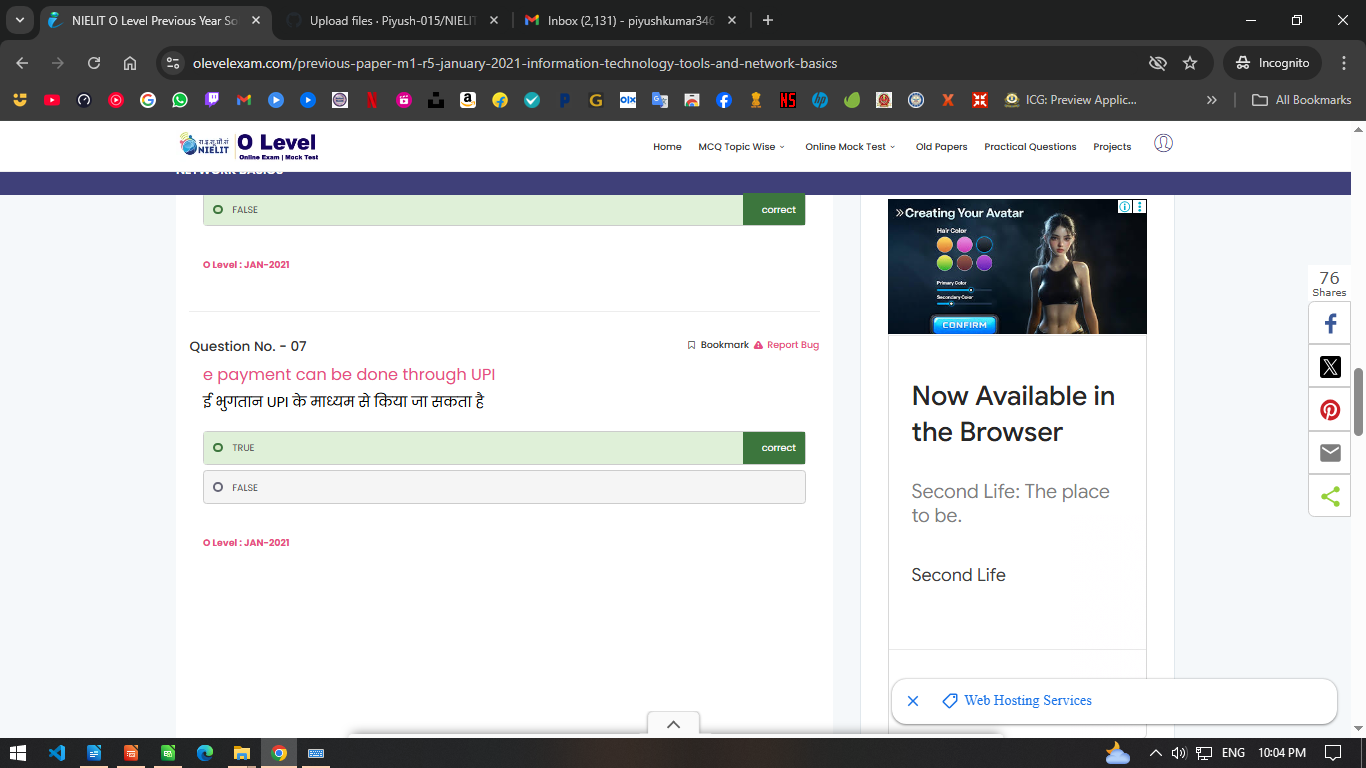 NIELIT O Level Previous Year So
Upload files · Piyush-015/NIELIT
Inbox (2,131) - piyushkumar346
olevelexam.com/previous-paper-m1-r5-january-2021-information-technology-tools-and-network-basics
Incognito
ICG: Preview Applic...
All Bookmarks
NIELIT
O Level
Online Exam | Mock Test
Home
MCQ Topic Wise
Online Mock Test
Old Papers
Practical Questions
Projects
NETWORK BASICS
FALSE
correct
O Level : JAN-2021
Question No. - 07
Bookmark
Report Bug
e payment can be done through UPI
ई भुगतान UPI के माध्यम से किया जा सकता है
TRUE
correct
FALSE
O Level : JAN-2021
Creating Your Avatar
Hair Color
Primary Color
Secondary Color
CONFIRM
Now Available in
the Browser
Second Life: The place
to be.
Second Life
76
Shares
Web Hosting Services
ENG
10:04 PM